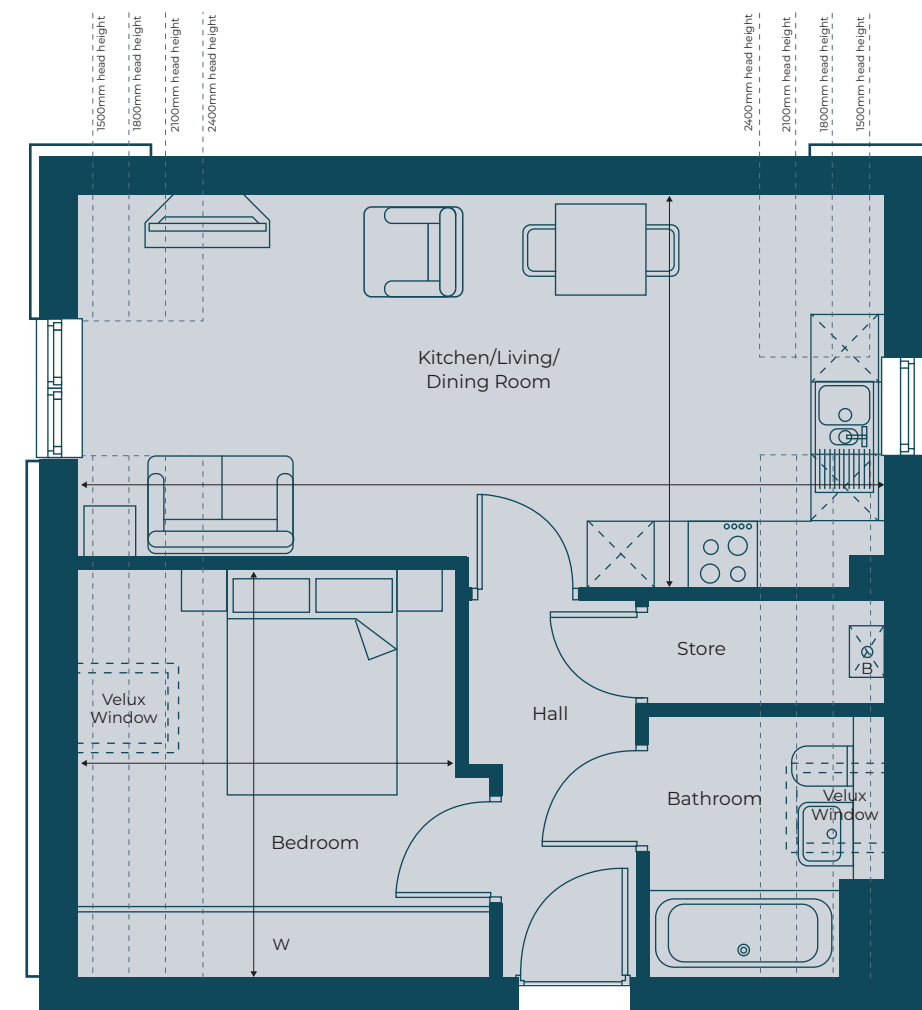 1500mm head height
1800mm head height
2100mm head height
2400mm head height
2400mm head height
2100mm head height
1800mm head height
1500mm head height
Kitchen/Living/
Dining Room
Store
B
Velux
Window
Hall
Bathroom
Velux
Window
Bedroom
W